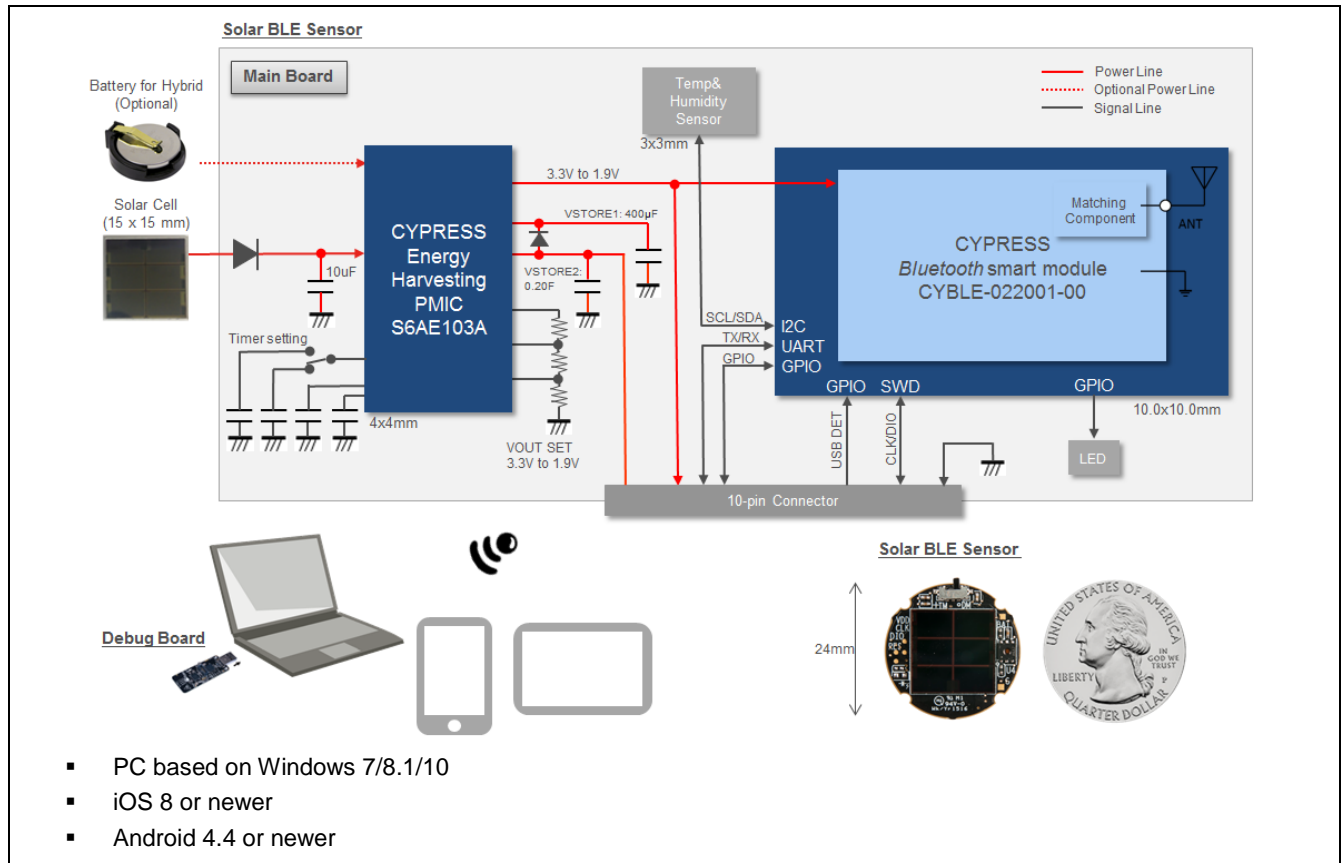 Solar BLE Sensor
Main Board
Battery for Hybrid
(Optional)
Solar Cell
(15 x 15 mm)
Temp&
Humidity
Sensor
3x3mm
Power Line
Optional Power Line
Signal Line
3.3V to 1.9V
VSTORE1: 400µF
VSTORE2:
0.20F
10uF
CYPRESS
Energy
Harvesting
PMIC
S6AE103A
4x4mm
Timer setting
VOUT SET
3.3V to 1.9V
Matching
Component
ANT
CYPRESS
Bluetooth smart module
CYBLE-022001-00
SCL/SDA
TX/RX
GPIO
I2C
UART
GPIO
GPIO
SWD
GPIO
10.0x10.0mm
USB DET
CLK/DIO
LED
10-pin Connector
Debug Board
Solar BLE Sensor
24mm
VDD
CLK
DIO
BAT
UNITED STATES OF AMERICA
IN
GOD WE
TRUST
LIBERTY
P
QUARTER DOLLAR
▪ PC based on Windows 7/8.1/10
▪ iOS 8 or newer
▪ Android 4.4 or newer